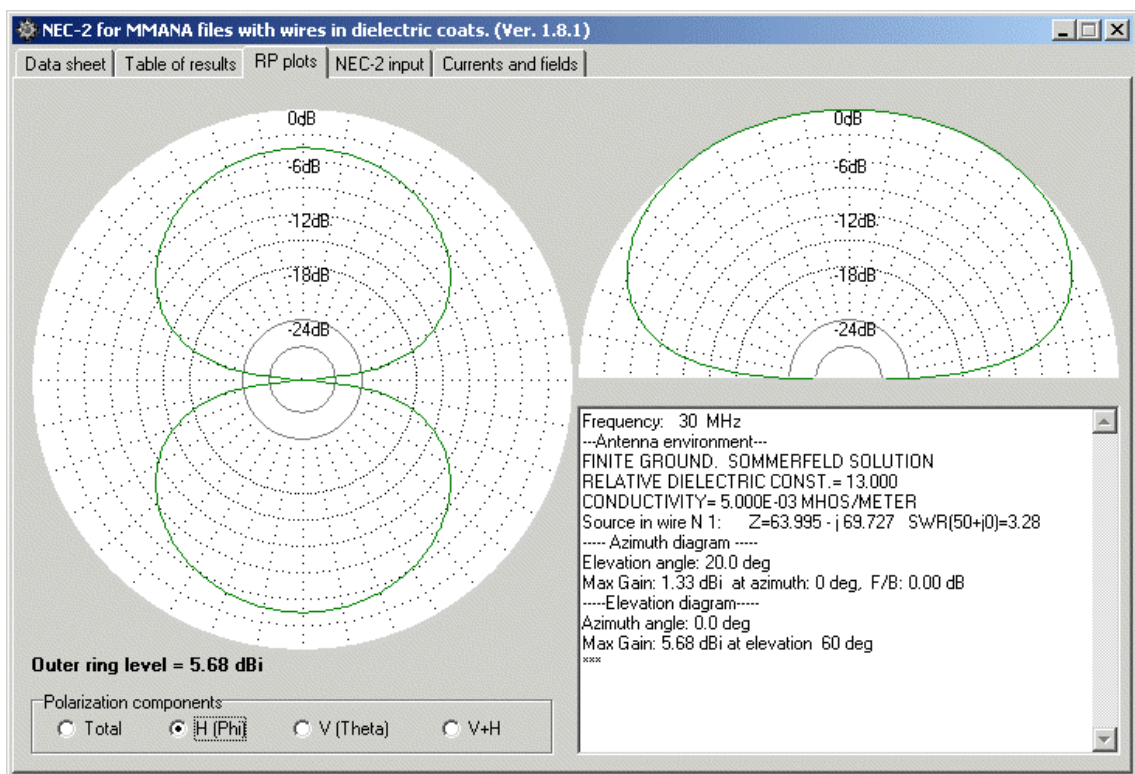 NEC-2 for MMANA files with wires in dielectric coats. (Ver. 1.8.1)
Data sheet Table of results RP plots NEC-2 input Currents and fields
0dB
-6dB
-12dB
-18dB
-24dB
0dB
-6dB
-12dB
-18dB
-24dB
Outer ring level = 5.68 dBi
Polarization components
Total H (Phi) V (Theta) V+H
Frequency: 30 MHz
---Antenna environment---
FINITE GROUND. SOMMERFELD SOLUTION
RELATIVE DIELECTRIC CONST.= 13.000
CONDUCTIVITY= 5.000E-03 MHOS/METER
Source in wire N 1: Z=63.995 - j 69.727 SWR(50+j0)=3.28
----- Azimuth diagram -----
Elevation angle: 20.0 deg
Max Gain: 1.33 dBi at azimuth: 0 deg, F/B: 0.00 dB
-----Elevation diagram-----
Azimuth angle: 0.0 deg
Max Gain: 5.68 dBi at elevation 60 deg
***